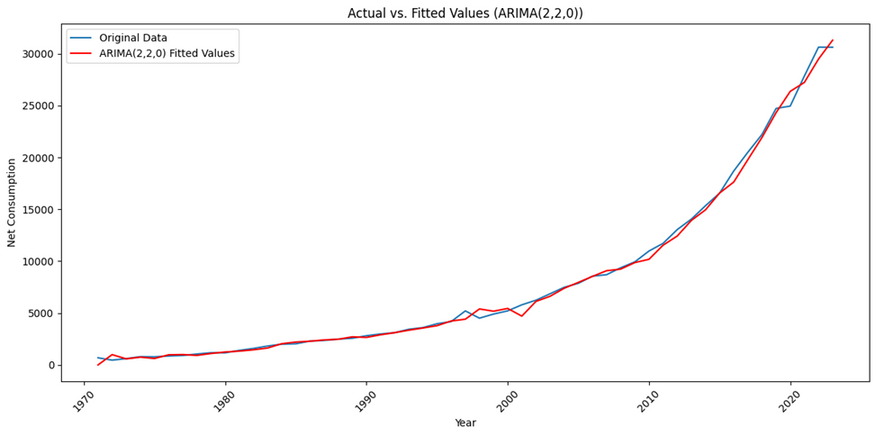 Actual vs. Fitted Values (ARIMA(2,2,0))
Original Data
ARIMA(2,2,0) Fitted Values
Net Consumption
30000
25000
20000
15000
10000
5000
0
1970
1980
1990
2000
2010
2020
Year